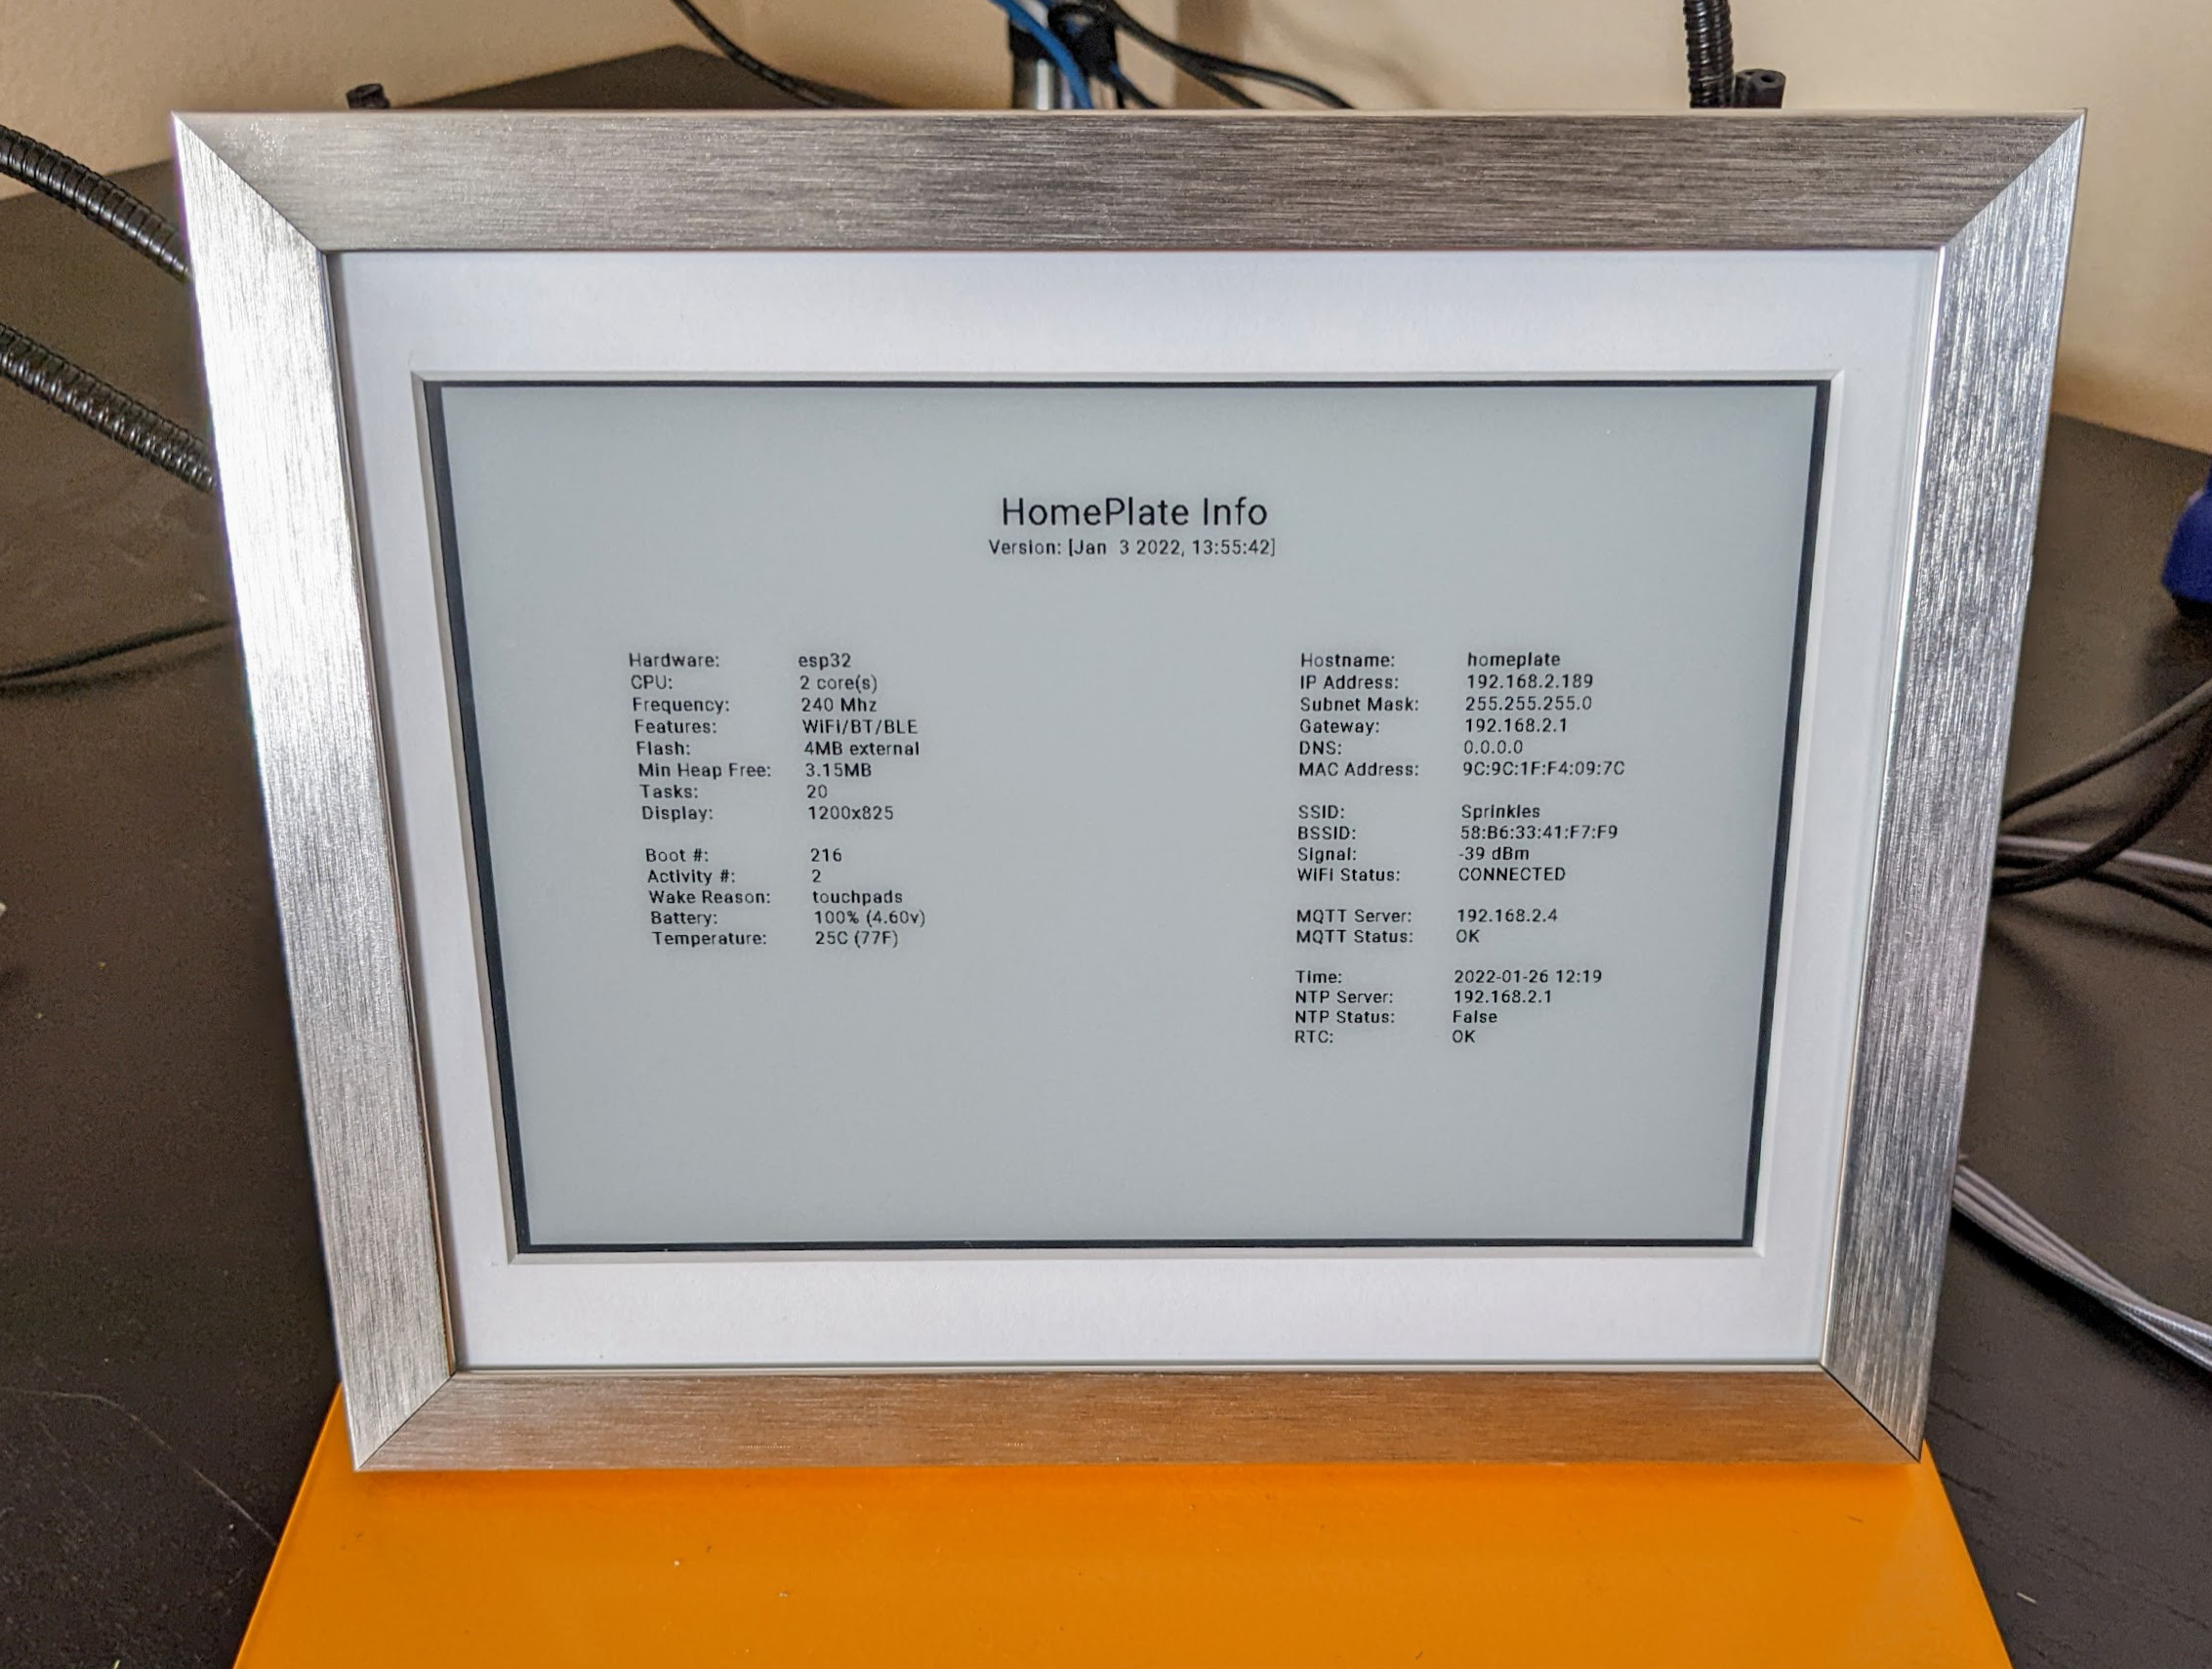 HomePlate Info
Version: [Jan  3 2022, 13:55:42]
Hardware: esp32
CPU: 2 core(s)
Frequency: 240 Mhz
Features: WiFi/BT/BLE
Flash: 4MB external
Min Heap Free: 3.15MB
Tasks: 20
Display: 1200x825
Boot #: 216
Activity #: 2
Wake Reason: touchpads
Battery: 100% (4.60v)
Temperature: 25C (77F)
Hostname: homeplate
IP Address: 192.168.2.189
Subnet Mask: 255.255.255.0
Gateway: 192.168.2.1
DNS: 0.0.0.0
MAC Address: 9C:9C:1F:F4:09:7C
SSID: Sprinkles
BSSID: 58:B6:33:41:F7:F9
Signal: -39 dBm
WiFi Status: CONNECTED
MQTT Server: 192.168.2.4
MQTT Status: OK
Time: 2022-01-26 12:19
NTP Server: 192.168.2.1
NTP Status: False
RTC: OK